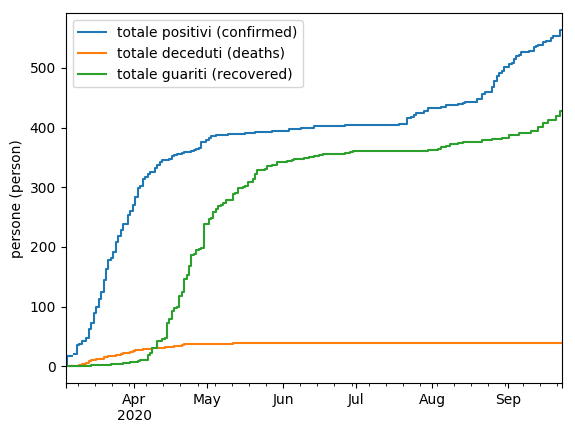 totale positivi (confirmed)
totale deceduti (deaths)
totale guariti (recovered)
persone (person)
500
400
300
200
100
0
Apr
2020
May
Jun
Jul
Aug
Sep